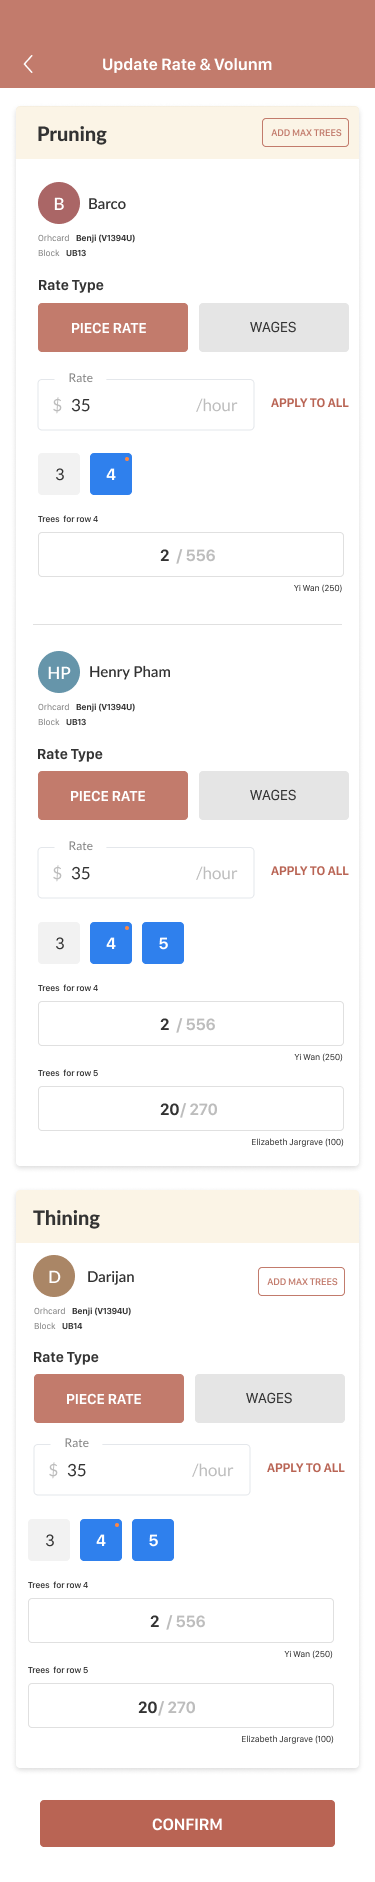 Update Rate & Volunm
Pruning
ADD MAX TREES
B
Barco
Orhcard Benji (V1394U)
Block UB13
Rate Type
PIECE RATE
WAGES
Rate
$ 35 /hour
APPLY TO ALL
3 4
Trees for row 4
2 / 556
Yi Wan (250)
HP
Henry Pham
Orhcard Benji (V1394U)
Block UB13
Rate Type
PIECE RATE
WAGES
Rate
$ 35 /hour
APPLY TO ALL
3 4 5
Trees for row 4
2 / 556
Yi Wan (250)
Trees for row 5
20/ 270
Elizabeth Jargrave (100)
Thining
D
Darijan
ADD MAX TREES
Orhcard Benji (V1394U)
Block UB14
Rate Type
PIECE RATE
WAGES
Rate
$ 35 /hour
APPLY TO ALL
3 4 5
Trees for row 4
2 / 556
Yi Wan (250)
Trees for row 5
20/ 270
Elizabeth Jargrave (100)
CONFIRM